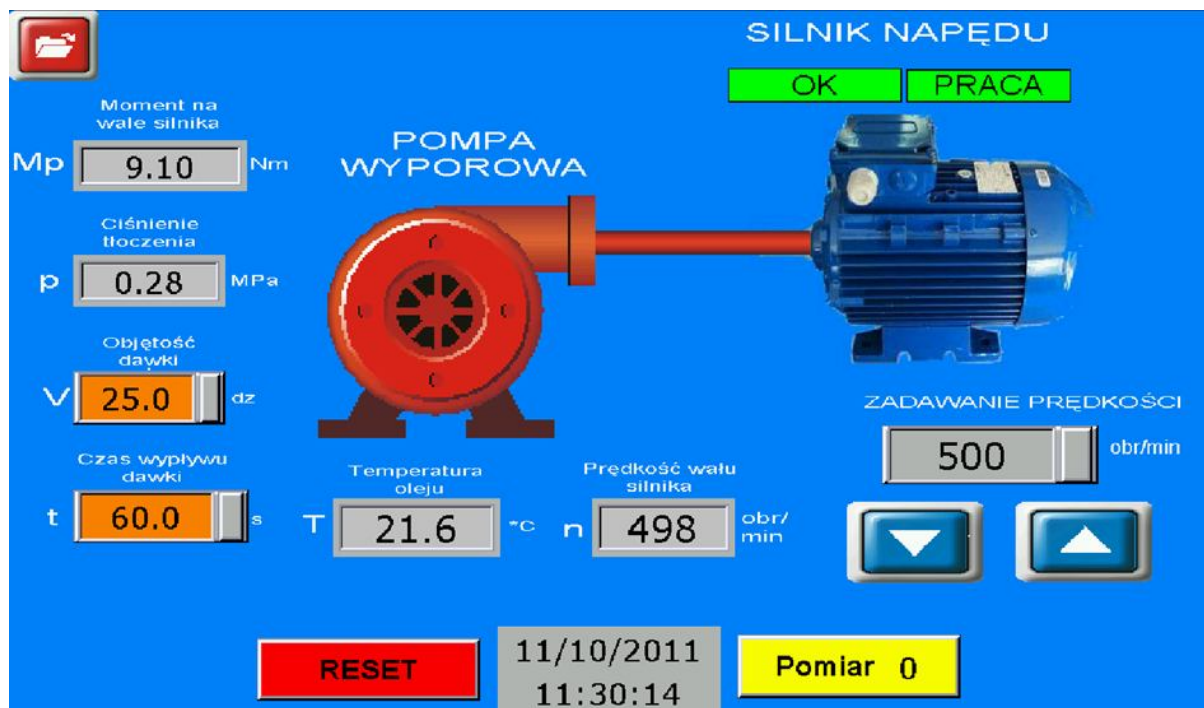 SILNIK NAPĘDU
OK PRACA
Moment na
wale silnika
Mp 9.10 Nm
POMPA
WYPOROWA
Ciśnienie
tłoczenia
p 0.28 MPa
Objętość
dawki
V 25.0 dz
ZADAWANIE PRĘDKOŚCI
500 obr/min
Czas wypływu
dawki
t 60.0 s
Temperatura
oleju
T 21.6 °C
Prędkość wału
silnika
n 498 obr/
min
RESET
11/10/2011
11:30:14
Pomiar 0